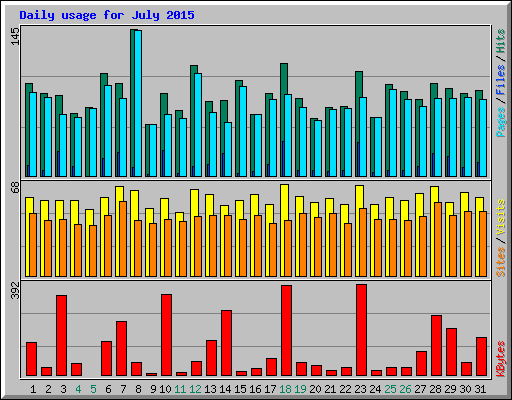 Daily usage for July 2015
145
Pages / Files / Hits
68
Sites / Visits
392
KBytes
1 2 3 4 5 6 7 8 9 10 11 12 13 14 15 16 17 18 19 20 21 22 23 24 25 26 27 28 29 30 31